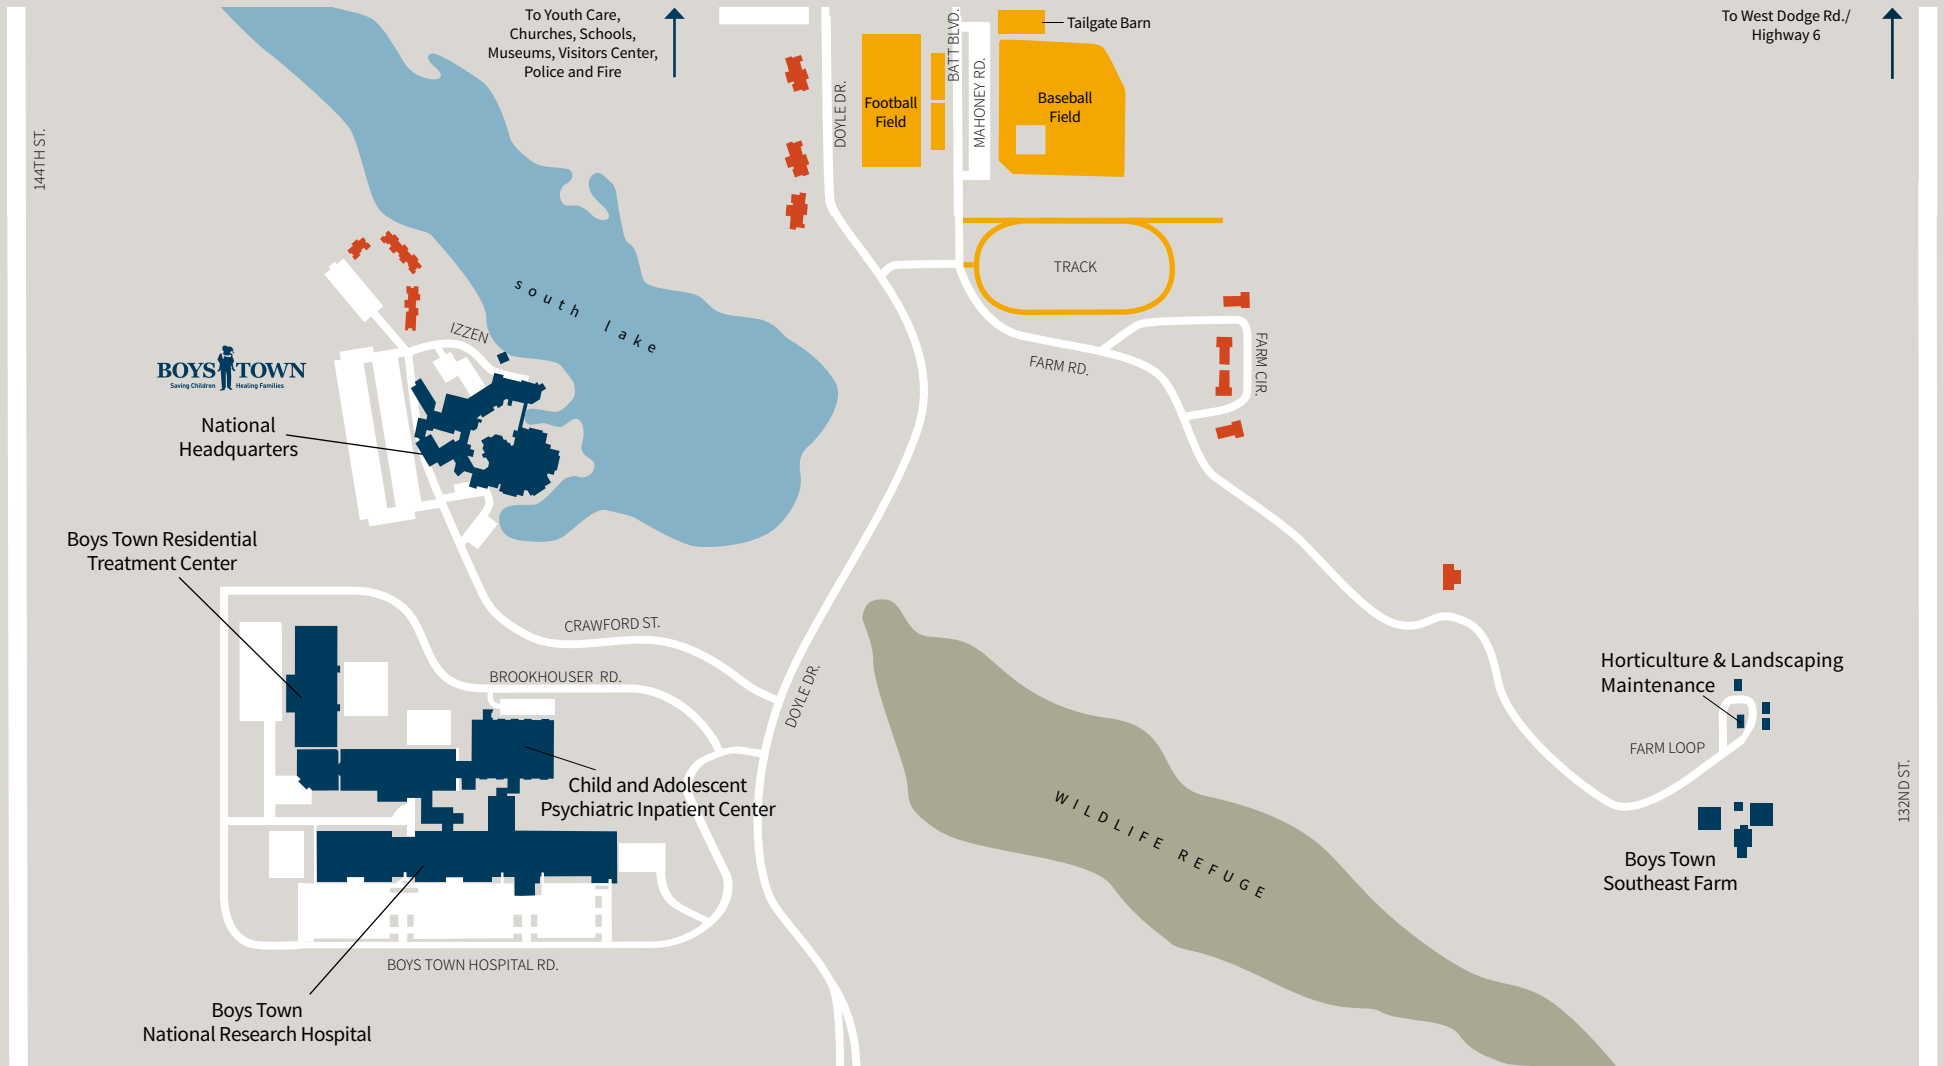 To Youth Care,
Churches, Schools,
Museums, Visitors Center,
Police and Fire
Tailgate Barn
To West Dodge Rd./
Highway 6
144TH ST.
DOYLE DR.
Football
Field
BATT BLVD.
MAHONEY RD.
Baseball
Field
TRACK
south lake
IZZEN
FARM RD.
FARM CIR.
BOYS TOWN
Saving Children Healing Families
National
Headquarters
Boys Town Residential
Treatment Center
CRAWFORD ST.
BROOKHOUSER RD.
DOYLE DR.
Horticulture & Landscaping
Maintenance
FARM LOOP
132ND ST.
Child and Adolescent
Psychiatric Inpatient Center
WILDLIFE REFUGE
Boys Town
Southeast Farm
BOYS TOWN HOSPITAL RD.
Boys Town
National Research Hospital